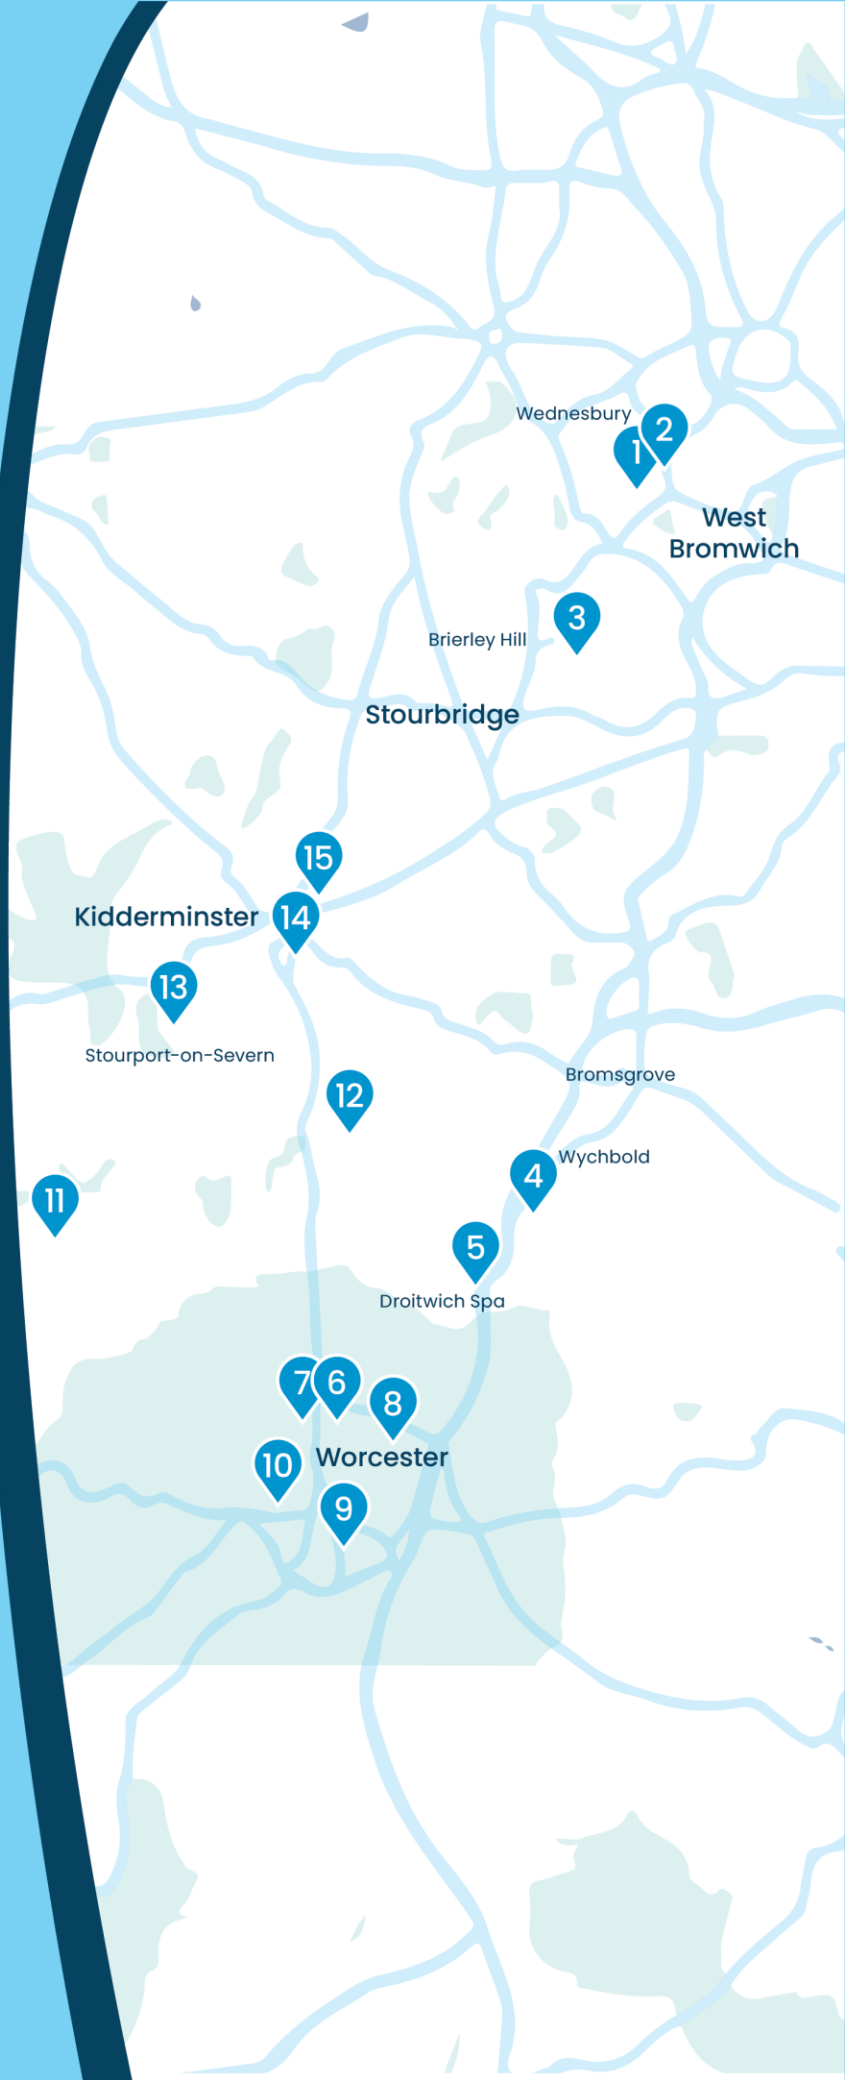 Wednesbury
2
1
West
Bromwich
3
Brierley Hill
Stourbridge
15
Kidderminster
14
13
Stourport-on-Severn
Bromsgrove
12
Wychbold
4
11
5
Droitwich Spa
7
6
8
Worcester
10
9